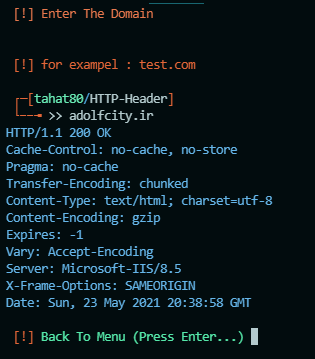 [!] Enter The Domain
[!] for exampel : test.com
[tahat80/HTTP-Header]
>> adolfcity.ir
HTTP/1.1 200 OK
Cache-Control: no-cache, no-store
Pragma: no-cache
Transfer-Encoding: chunked
Content-Type: text/html; charset=utf-8
Content-Encoding: gzip
Expires: -1
Vary: Accept-Encoding
Server: Microsoft-IIS/8.5
X-Frame-Options: SAMEORIGIN
Date: Sun, 23 May 2021 20:38:58 GMT
[!] Back To Menu (Press Enter...)